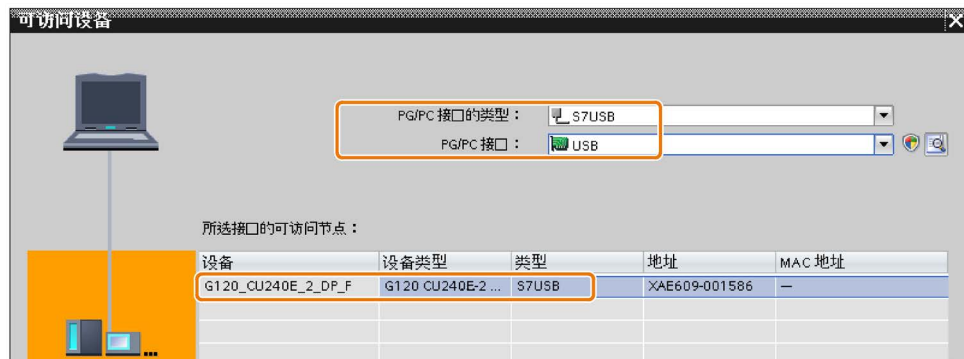 可访问设备
PG/PC 接口的类型： S7USB
PG/PC 接口： USB
所选接口的可访问节点：
设备 设备类型 类型 地址 MAC 地址
G120_CU240E_2_DP_F G120 CU240E-2 ... S7USB XAE609-001586 —